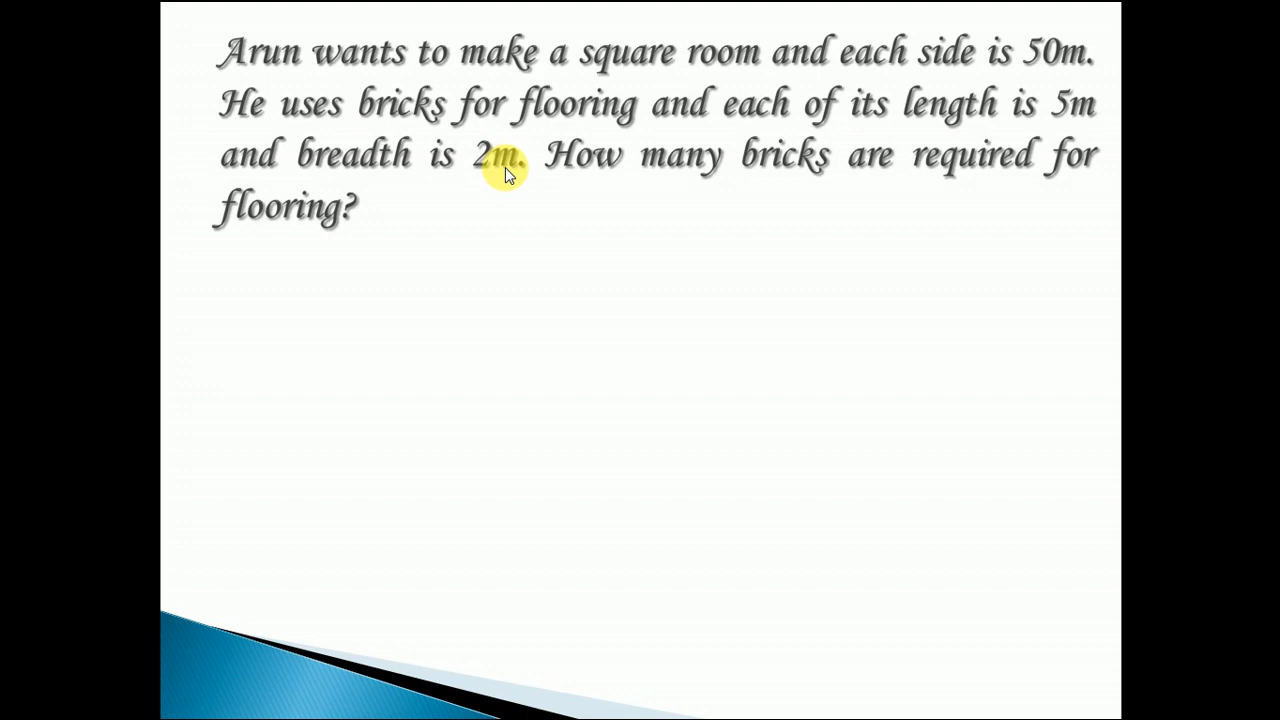 Arun wants to make a square room and each side is 50m.
He uses bricks for flooring and each of its length is 5m
and breadth is 2m. How many bricks are required for
flooring?